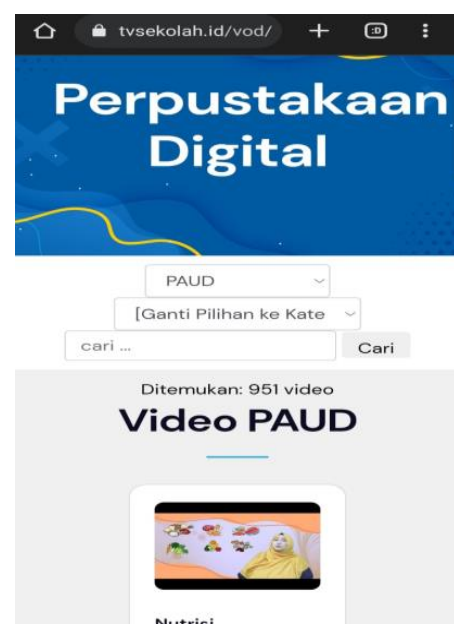 tvsekolah.id/vod/
:D
Perpustakaan
Digital
PAUD
[Ganti Pilihan ke Kate
cari ...
Cari
Ditemukan: 951 video
Video PAUD
Nutrisi